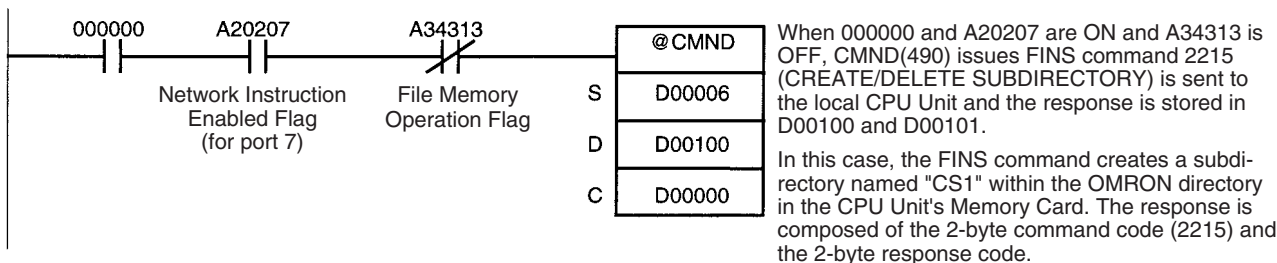 000000 A20207 A34313
Network Instruction
Enabled Flag
(for port 7)
File Memory
Operation Flag
@CMND
S D00006
D D00100
C D00000
When 000000 and A20207 are ON and A34313 is
OFF, CMND(490) issues FINS command 2215
(CREATE/DELETE SUBDIRECTORY) is sent to
the local CPU Unit and the response is stored in
D00100 and D00101.
In this case, the FINS command creates a subdi-
rectory named "CS1" within the OMRON directory
in the CPU Unit's Memory Card. The response is
composed of the 2-byte command code (2215) and
the 2-byte response code.